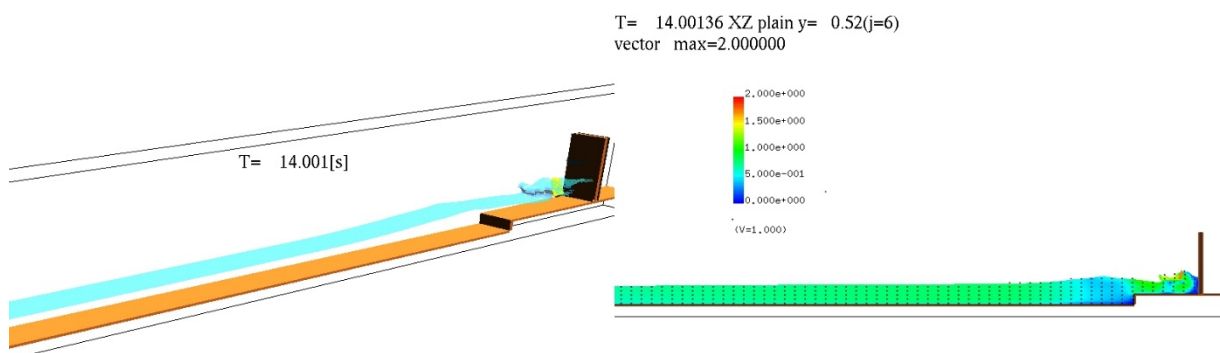 T= 14.001[s]
T= 14.00136 XZ plain y= 0.52(j=6)
vector max=2.000000
2.000e+000
1.500e+000
1.000e+000
5.000e-001
0.000e+000
(V=1.000)